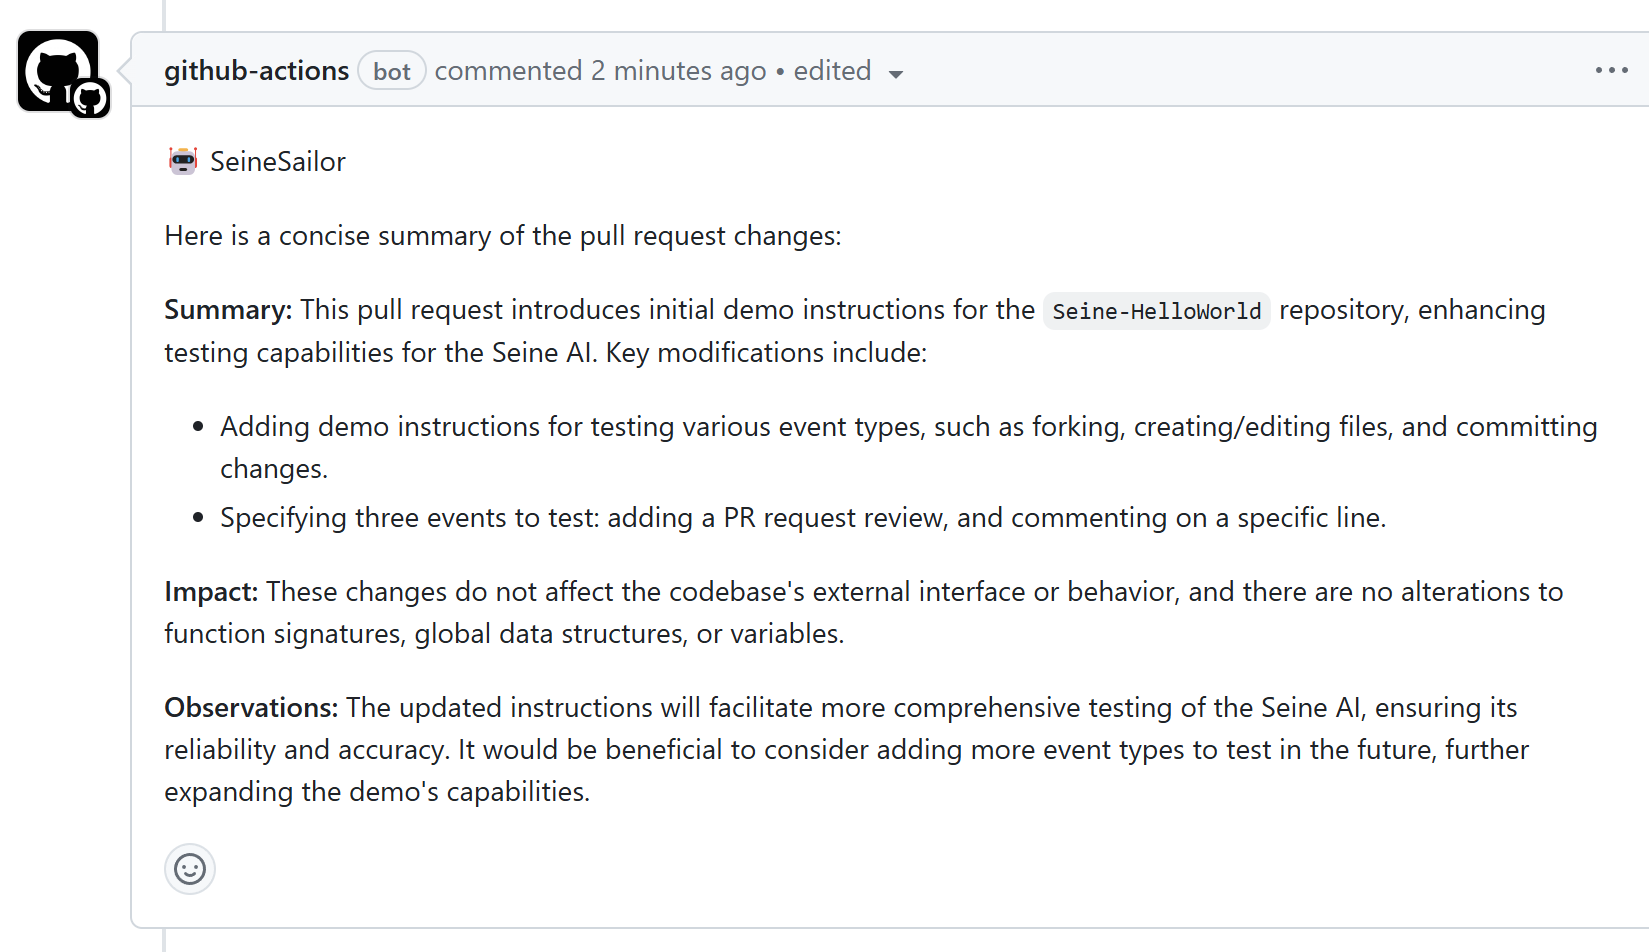 github-actions bot commented 2 minutes ago • edited
SeineSailor
Here is a concise summary of the pull request changes:
Summary: This pull request introduces initial demo instructions for the Seine-HelloWorld repository, enhancing
testing capabilities for the Seine AI. Key modifications include:
• Adding demo instructions for testing various event types, such as forking, creating/editing files, and committing
changes.
• Specifying three events to test: adding a PR request review, and commenting on a specific line.
Impact: These changes do not affect the codebase's external interface or behavior, and there are no alterations to
function signatures, global data structures, or variables.
Observations: The updated instructions will facilitate more comprehensive testing of the Seine AI, ensuring its
reliability and accuracy. It would be beneficial to consider adding more event types to test in the future, further
expanding the demo's capabilities.